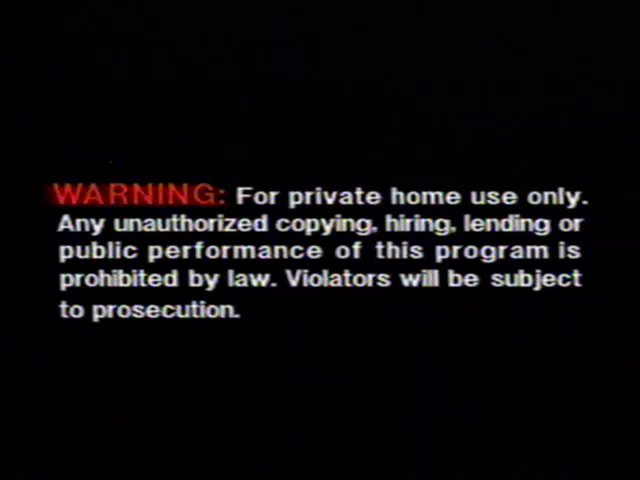 WARNING: For private home use only.
Any unauthorized copying, hiring, lending or
public performance of this program is
prohibited by law. Violators will be subject
to prosecution.